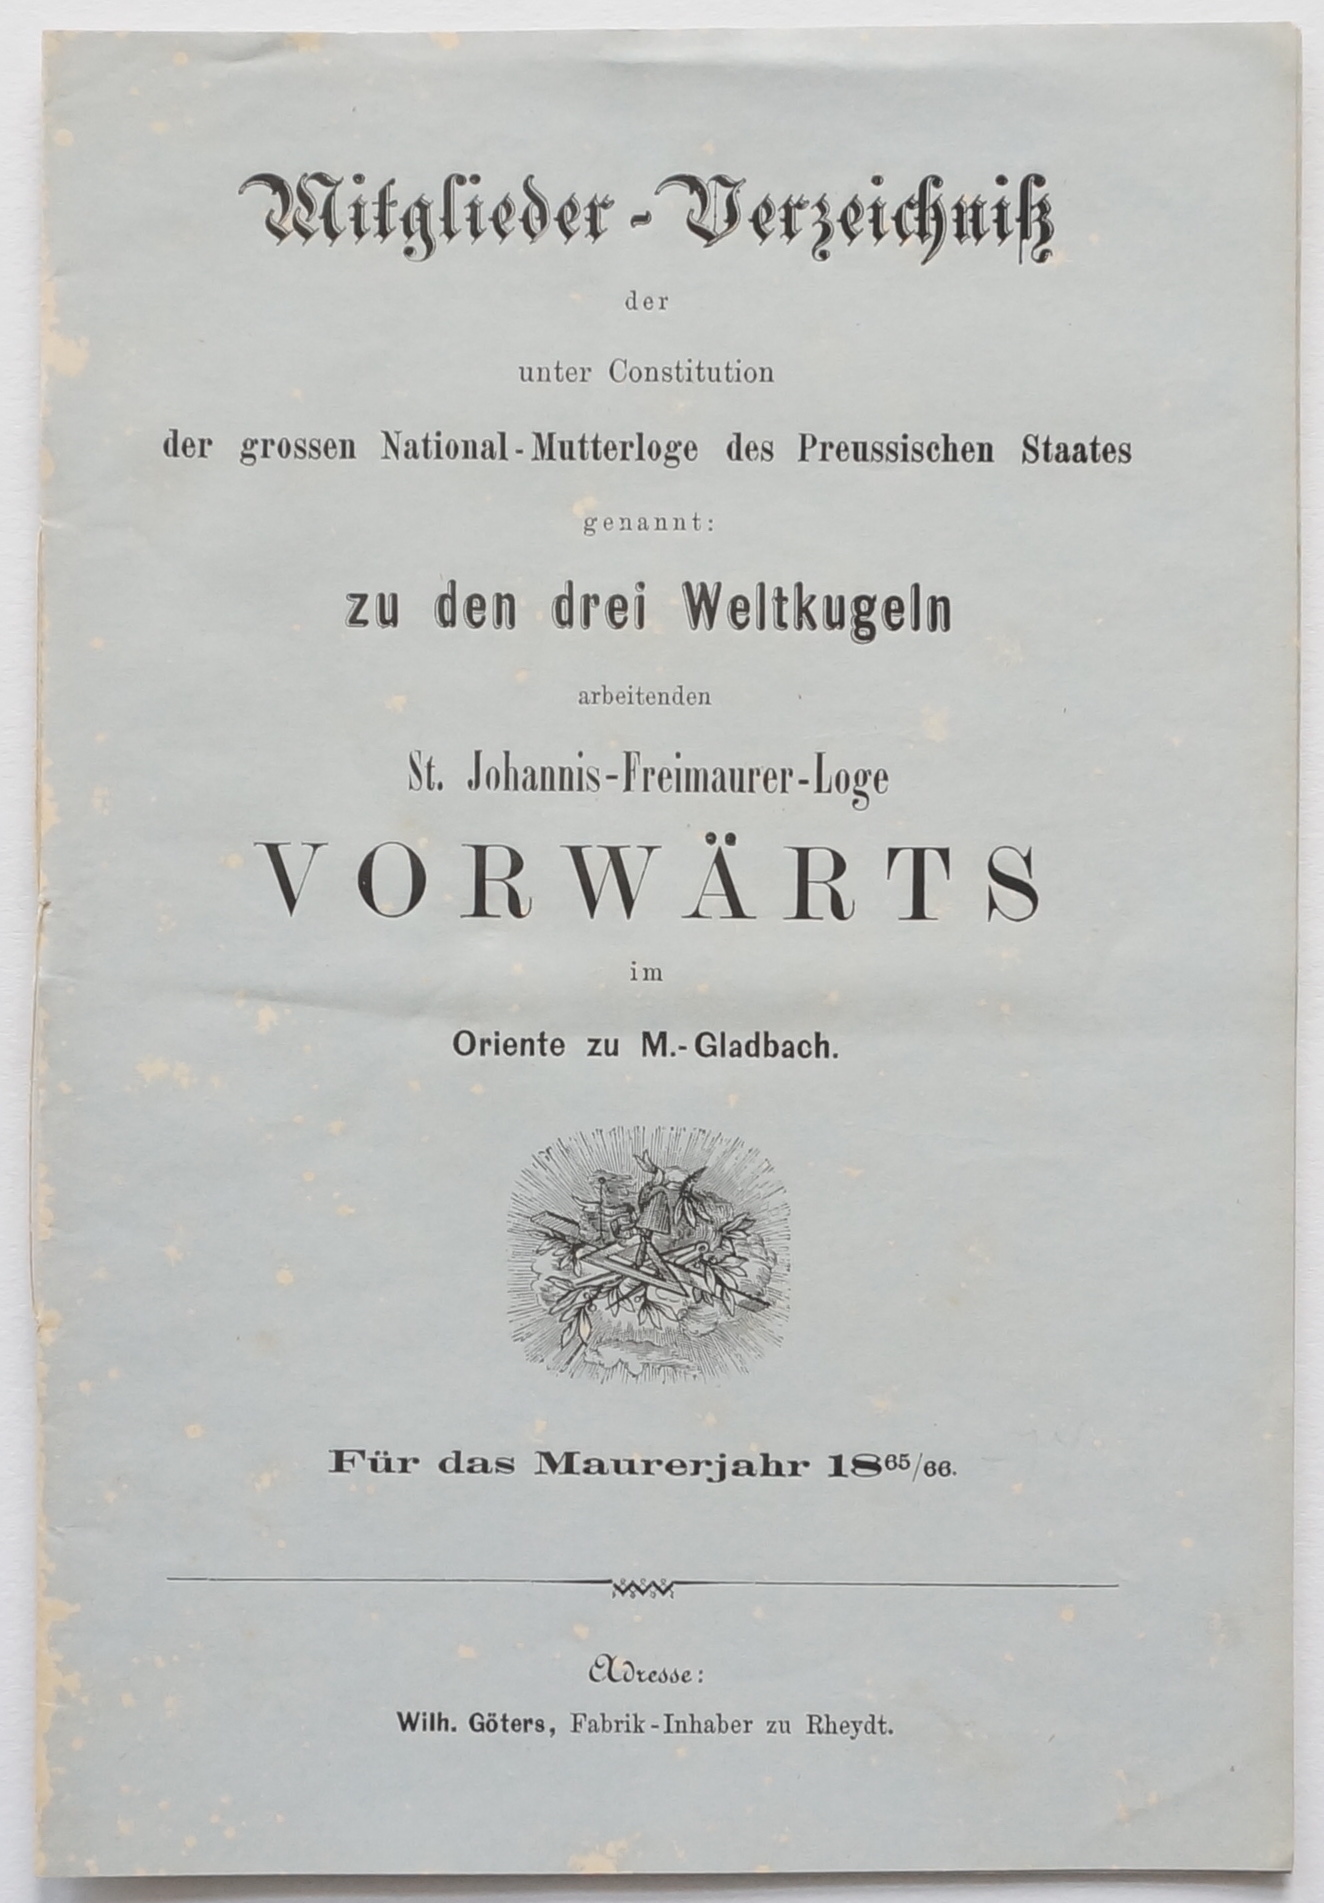 Mitglieder-Verzeichniß
der
unter Constitution
der grossen National-Mutterloge des Preussischen Staates
genannt:
zu den drei Weltkugeln
arbeitenden
St. Johannis-Freimaurer-Loge
VORWÄRTS
im
Oriente zu M.-Gladbach.
Für das Maurerjahr 1865/66.
Adresse:
Wilh. Göters, Fabrik-Inhaber zu Rheydt.